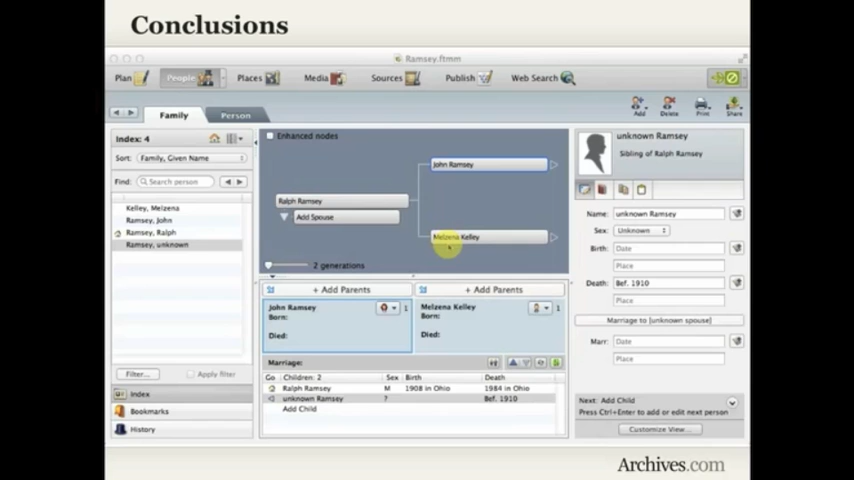 Conclusions
Ramsey.ftmm
Plan People Places Media Sources Publish Web Search
Family Person
Add Delete Print Share
Index: 4
Sort: Family, Given Name
Find: Search person
Kelley, Melzena
Ramsey, John
Ramsey, Ralph
Ramsey, unknown
Filter... Apply filter
Index
Bookmarks
History
Enhanced nodes
John Ramsey
Ralph Ramsey
Add Spouse
Melzena Kelley
2 generations
+ Add Parents + Add Parents
John Ramsey 1 Melzena Kelley 1
Born: Born:
Died: Died:
Marriage:
Go Children: 2 Sex Birth Death
Ralph Ramsey M 1908 in Ohio 1984 in Ohio
unknown Ramsey ? Bef. 1910
Add Child
unknown Ramsey
Sibling of Ralph Ramsey
Name: unknown Ramsey
Sex: Unknown
Birth: Date
Place
Death: Bef. 1910
Place
Marriage to [unknown spouse]
Marr: Date
Place
Next: Add Child
Press Ctrl+Enter to add or edit next person
Customize View...
Archives.com